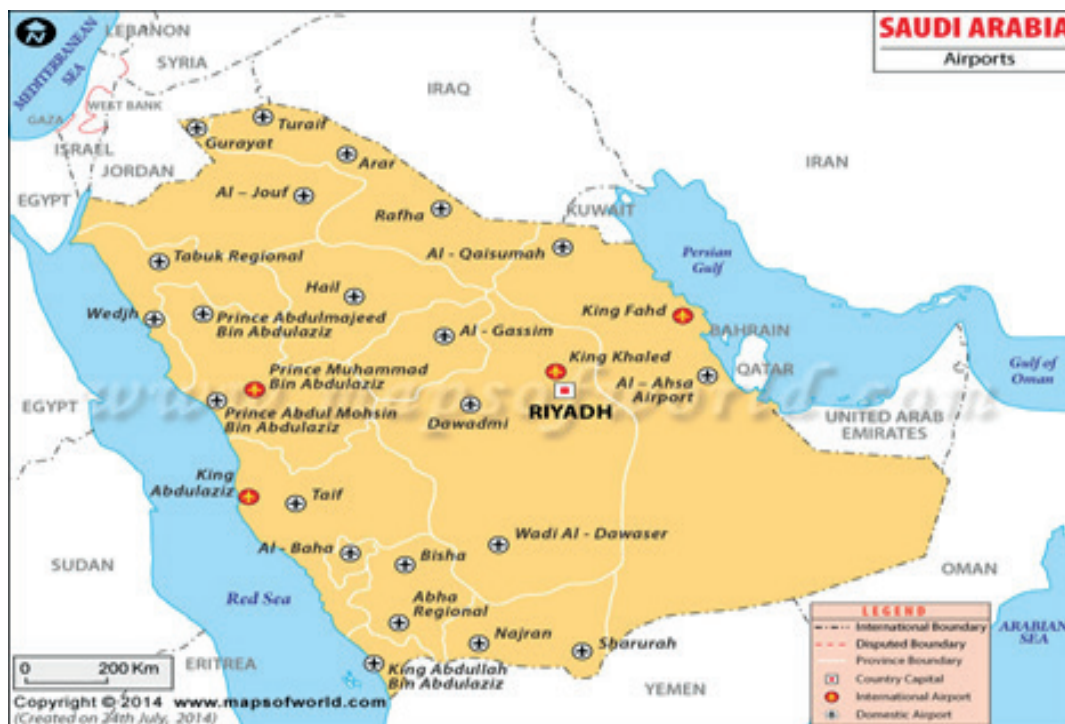 SAUDI ARABIA
Airports
N
LEBANON
MEDITERRANEAN
SEA
SYRIA
IRAQ
IRAN
WEST BANK
GAZA
ISRAEL
JORDAN
EGYPT
KUWAIT
Turaif
Gurayat
Arar
Al – Jouf
Rafha
Al - Qaisumah
Persian
Gulf
Tabuk Regional
Hail
King Fahd
Wedjh
Prince Abdulmajeed
Bin Abdulaziz
Al - Gassim
BAHRAIN
King Khaled
QATAR
Gulf of
Oman
Prince Muhammad
Bin Abdulaziz
Al – Ahsa
Airport
www.mapsofworld.com
RIYADH
EGYPT
Prince Abdul Mohsin
Bin Abdulaziz
Dawadmi
UNITED ARAB
EMIRATES
King
Abdulaziz
Taif
Wadi Al - Dawaser
Al - Baha
Bisha
SUDAN
OMAN
Red Sea
Abha
Regional
Najran
Sharurah
ARABIAN
SEA
ERITREA
King Abdullah
Bin Abdulaziz
YEMEN
LEGEND
International Boundary
Disputed Boundary
Province Boundary
Country Capital
International Airport
Domestic Airport
0 200 Km
Copyright © 2014 www.mapsofworld.com
(Created on 24th July, 2014)